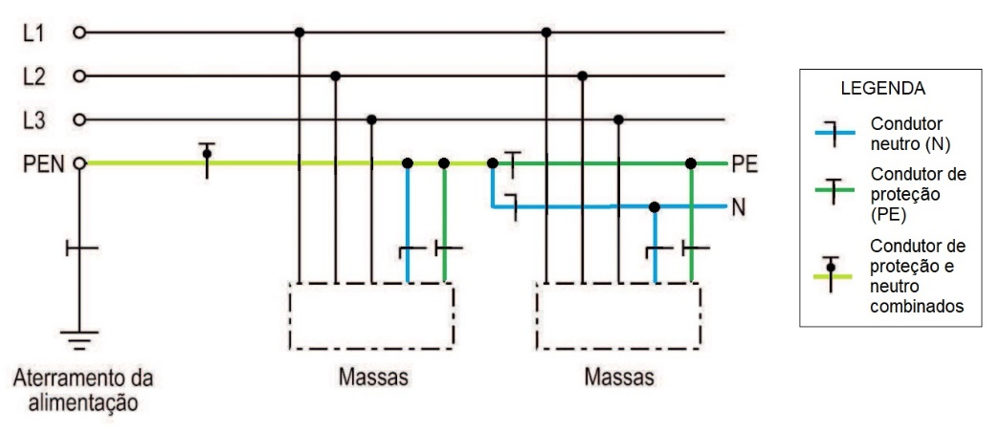 L1
L2
L3
PEN
PE
N
Aterramento da
alimentação
Massas
Massas
LEGENDA
Condutor
neutro (N)
Condutor de
proteção
(PE)
Condutor de
proteção e
neutro
combinados